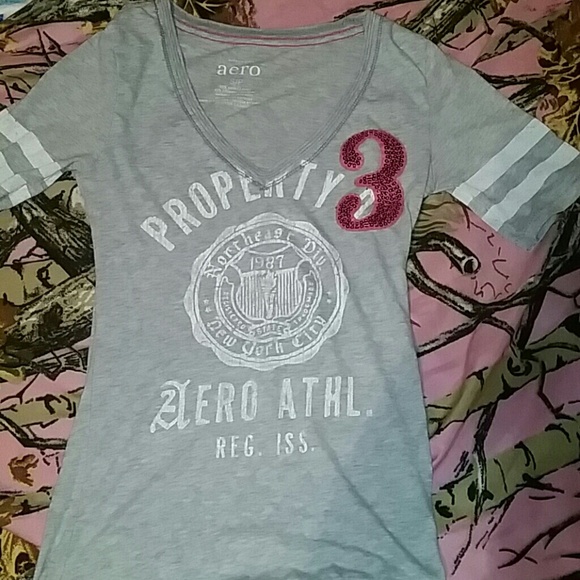 aero
PROPERTY
3
Northeast Div
1987
New York City
AERO ATHL.
REG. ISS.